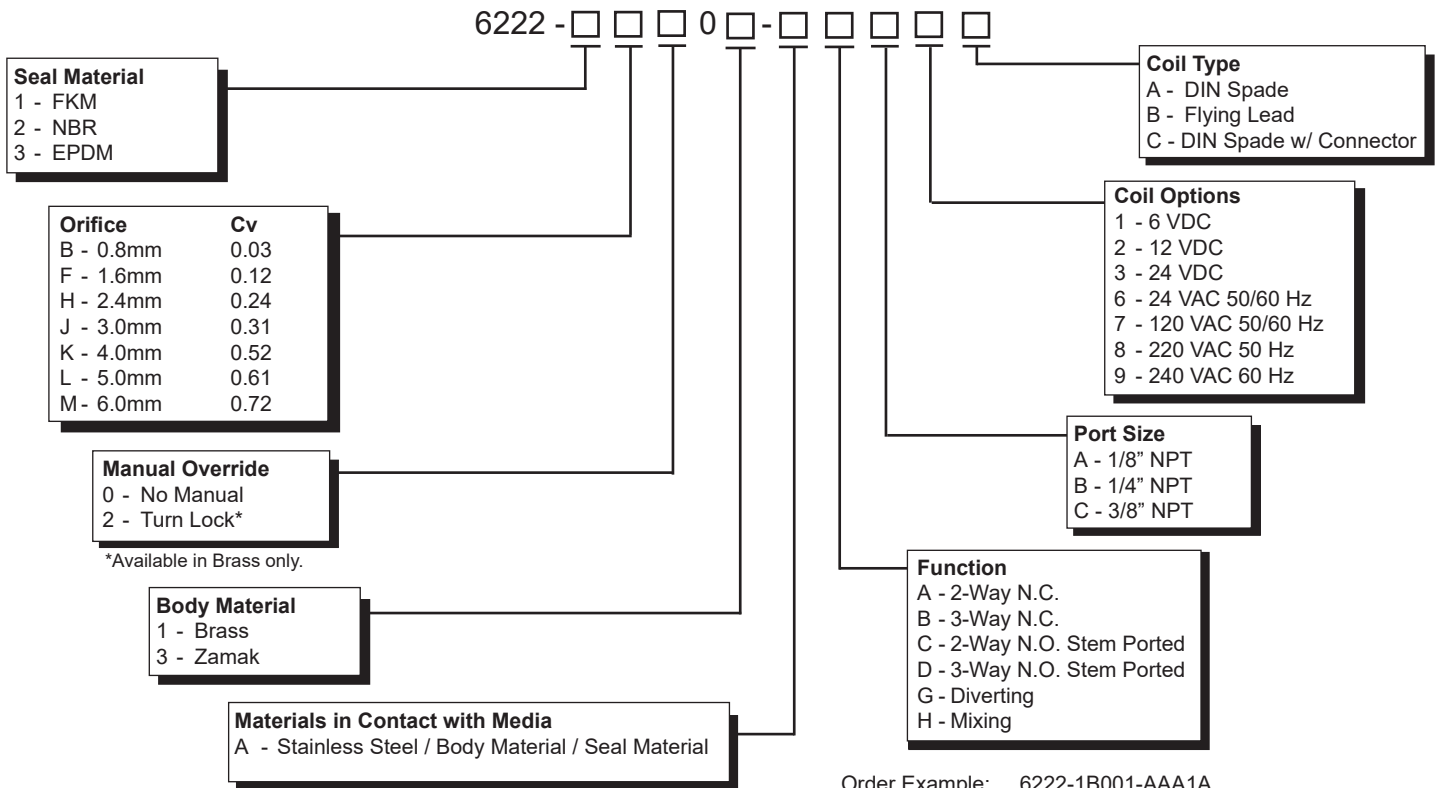 6222 - □ □ □ 0 □ - □ □ □ □ □
Seal Material
1 - FKM
2 - NBR
3 - EPDM
Orifice Cv
B - 0.8mm 0.03
F - 1.6mm 0.12
H - 2.4mm 0.24
J - 3.0mm 0.31
K - 4.0mm 0.52
L - 5.0mm 0.61
M - 6.0mm 0.72
Manual Override
0 - No Manual
2 - Turn Lock*
*Available in Brass only.
Body Material
1 - Brass
3 - Zamak
Materials in Contact with Media
A - Stainless Steel / Body Material / Seal Material
Coil Type
A - DIN Spade
B - Flying Lead
C - DIN Spade w/ Connector
Coil Options
1 - 6 VDC
2 - 12 VDC
3 - 24 VDC
6 - 24 VAC 50/60 Hz
7 - 120 VAC 50/60 Hz
8 - 220 VAC 50 Hz
9 - 240 VAC 60 Hz
Port Size
A - 1/8” NPT
B - 1/4” NPT
C - 3/8” NPT
Function
A - 2-Way N.C.
B - 3-Way N.C.
C - 2-Way N.O. Stem Ported
D - 3-Way N.O. Stem Ported
G - Diverting
H - Mixing
Order Example: 6222-1B001-AAA1A